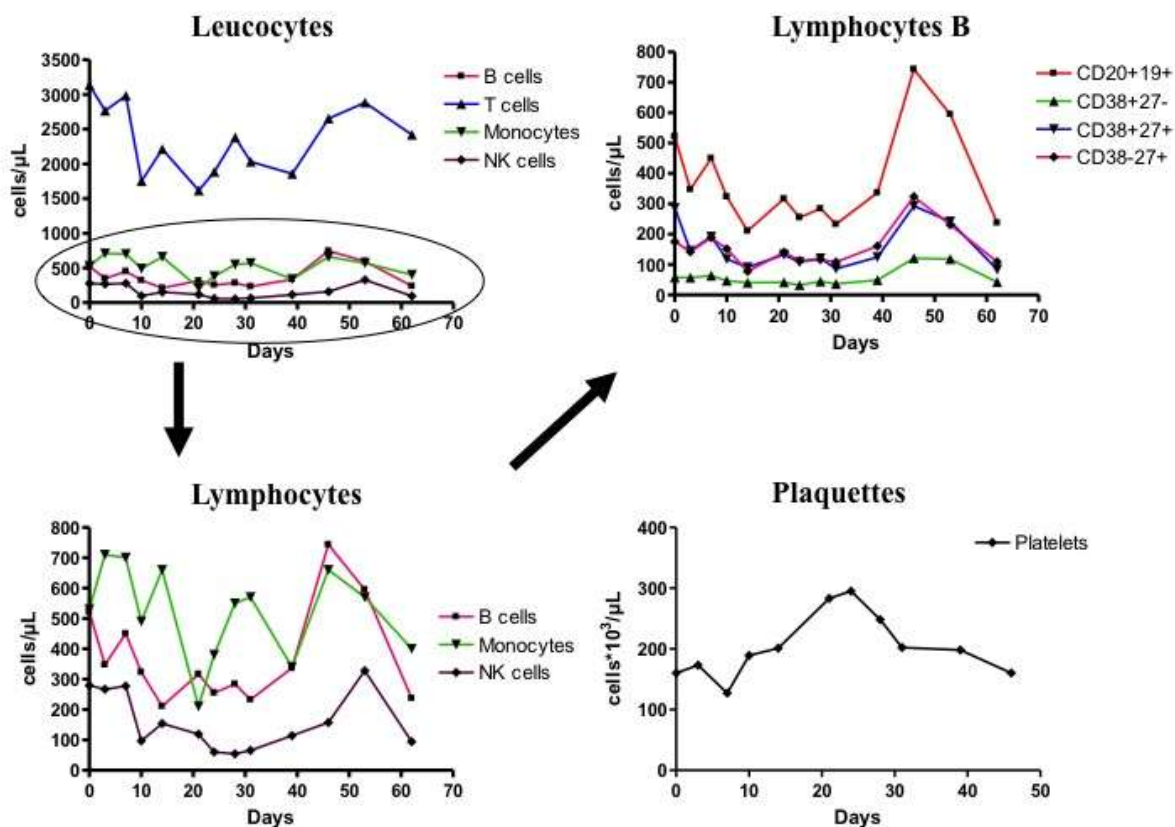 Leucocytes
3500
3000
2500
2000
1500
1000
500
0
cells/µL
0 10 20 30 40 50 60 70
Days
B cells
T cells
Monocytes
NK cells
Lymphocytes B
800
700
600
500
400
300
200
100
0
cells/µL
0 10 20 30 40 50 60 70
Days
CD20+19+
CD38+27-
CD38+27+
CD38-27+
Lymphocytes
800
700
600
500
400
300
200
100
0
cells/µL
0 10 20 30 40 50 60 70
Days
B cells
Monocytes
NK cells
Plaquettes
400
300
200
100
0
cells*10³/µL
0 10 20 30 40 50
Days
Platelets